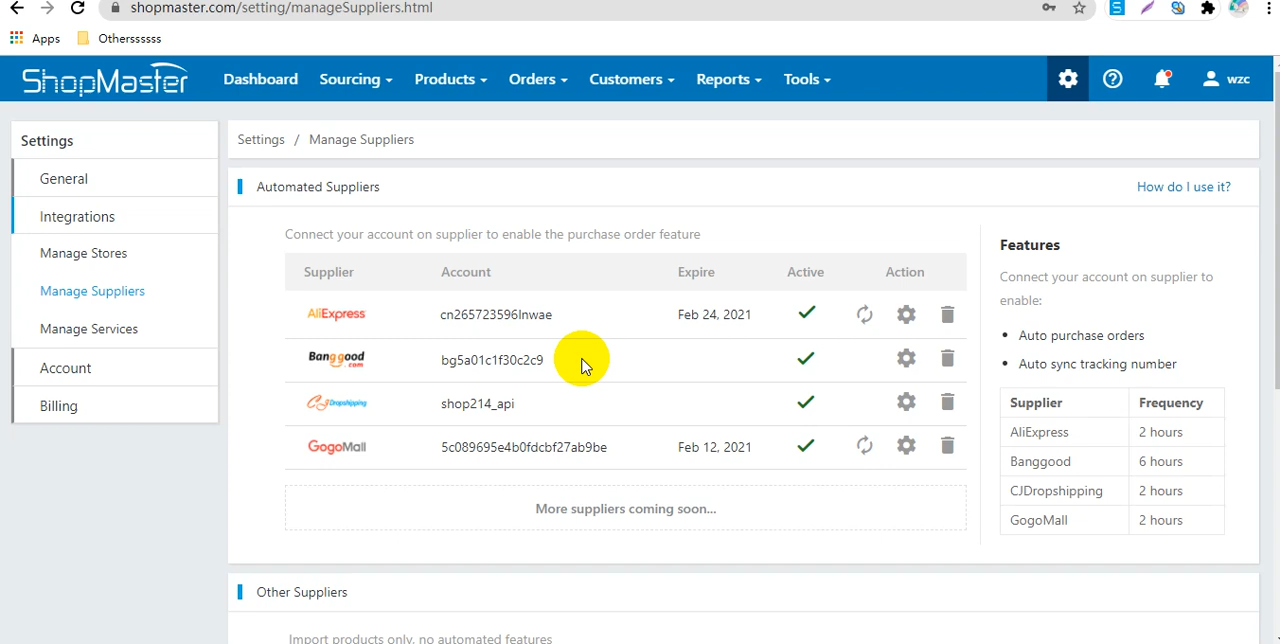 shopmaster.com/setting/manageSuppliers.html
Apps Otherssssss
ShopMaster Dashboard Sourcing Products Orders Customers Reports Tools wzc
Settings
General
Integrations
Manage Stores
Manage Suppliers
Manage Services
Account
Billing
Settings / Manage Suppliers
Automated Suppliers How do I use it?
Connect your account on supplier to enable the purchase order feature
Supplier Account Expire Active Action
AliExpress cn265723596lnwae Feb 24, 2021
Banggood.com bg5a01c1f30c2c9
CJDropshipping shop214_api
GogoMall 5c089695e4b0fdcbf27ab9be Feb 12, 2021
More suppliers coming soon...
Features
Connect your account on supplier to
enable:
• Auto purchase orders
• Auto sync tracking number
Supplier Frequency
AliExpress 2 hours
Banggood 6 hours
CJDropshipping 2 hours
GogoMall 2 hours
Other Suppliers
Import products only, no automated features